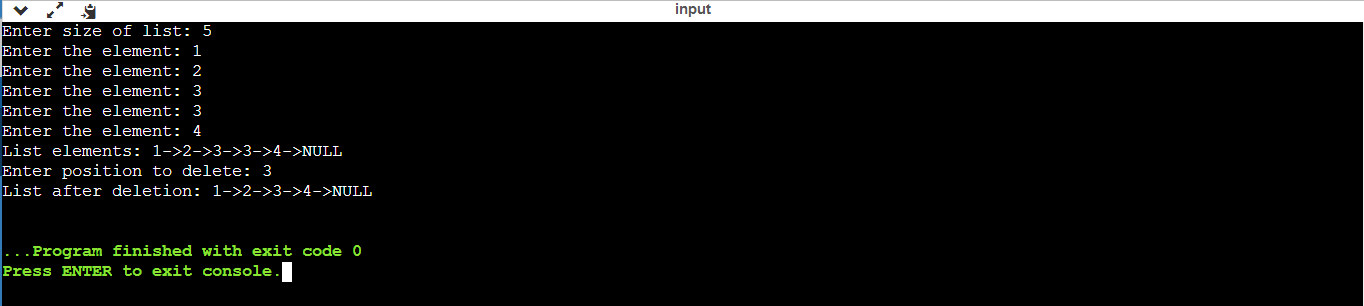 input
Enter size of list: 5
Enter the element: 1
Enter the element: 2
Enter the element: 3
Enter the element: 3
Enter the element: 4
List elements: 1->2->3->3->4->NULL
Enter position to delete: 3
List after deletion: 1->2->3->4->NULL
...Program finished with exit code 0
Press ENTER to exit console.